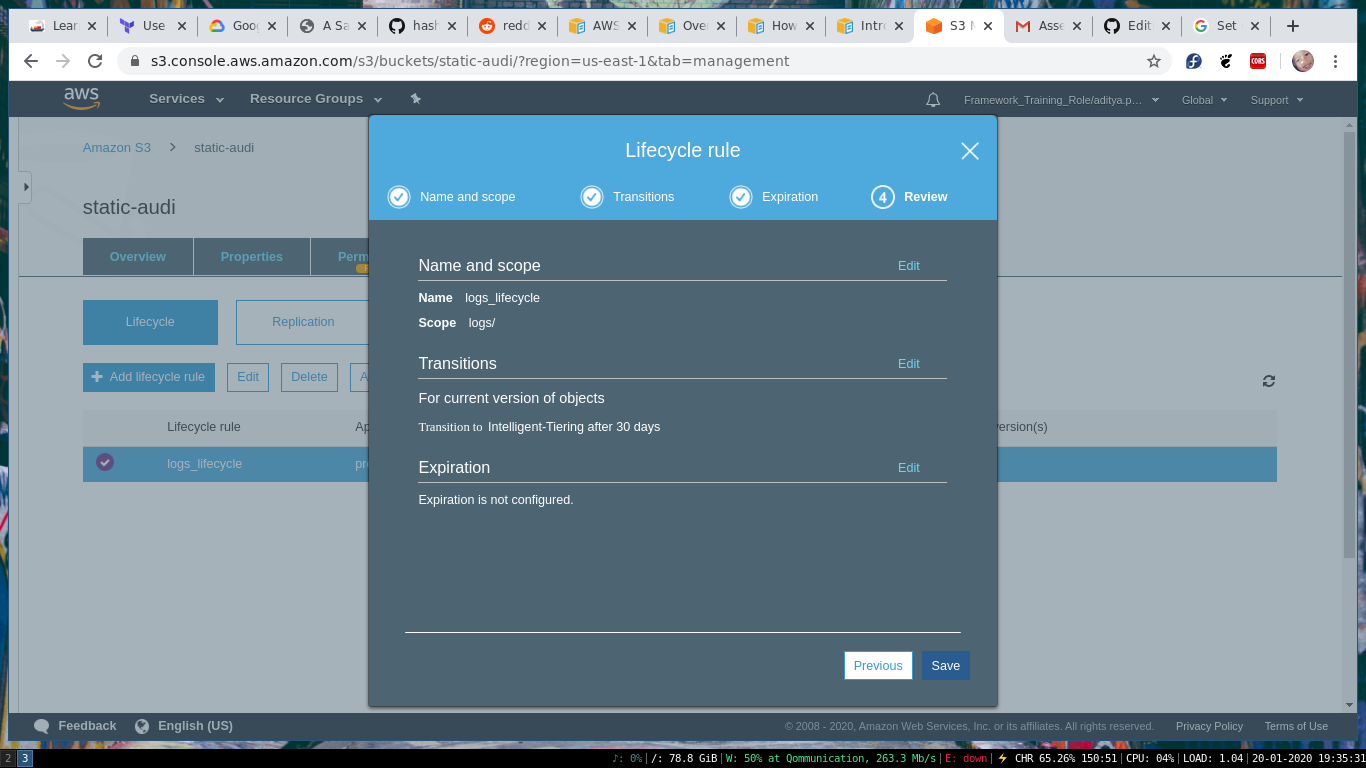 Learn
Use
Goog
A Sa
hash
redd
AWS
Over
How
Intro
S3 M
Asse
Edit
Set
s3.console.aws.amazon.com/s3/buckets/static-audi/?region=us-east-1&tab=management
CORS
aws
Services
Resource Groups
Framework_Training_Role/aditya.p...
Global
Support
Amazon S3
static-audi
static-audi
Overview
Properties
Perm
Lifecycle
Replication
Add lifecycle rule
Edit
Delete
A
Lifecycle rule
Ap
ersion(s)
logs_lifecycle
pr
Lifecycle rule
Name and scope
Transitions
Expiration
4
Review
Name and scope
Edit
Name logs_lifecycle
Scope logs/
Transitions
Edit
For current version of objects
Transition to Intelligent-Tiering after 30 days
Expiration
Edit
Expiration is not configured.
Previous
Save
Feedback
English (US)
© 2008 - 2020, Amazon Web Services, Inc. or its affiliates. All rights reserved.
Privacy Policy
Terms of Use
2 3
♪: 0%|/: 78.8 GiB|W: 50% at Qommunication, 263.3 Mb/s|E: down|⚡ CHR 65.26% 150:51|CPU: 04%|LOAD: 1.04|20-01-2020 19:35:31